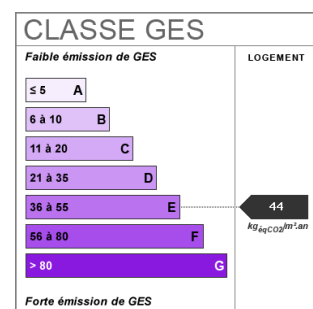 CLASSE GES
Faible émission de GES
LOGEMENT
≤ 5 A
6 à 10 B
11 à 20 C
21 à 35 D
36 à 55 E
44
kgéqCO2/m².an
56 à 80 F
> 80 G
Forte émission de GES